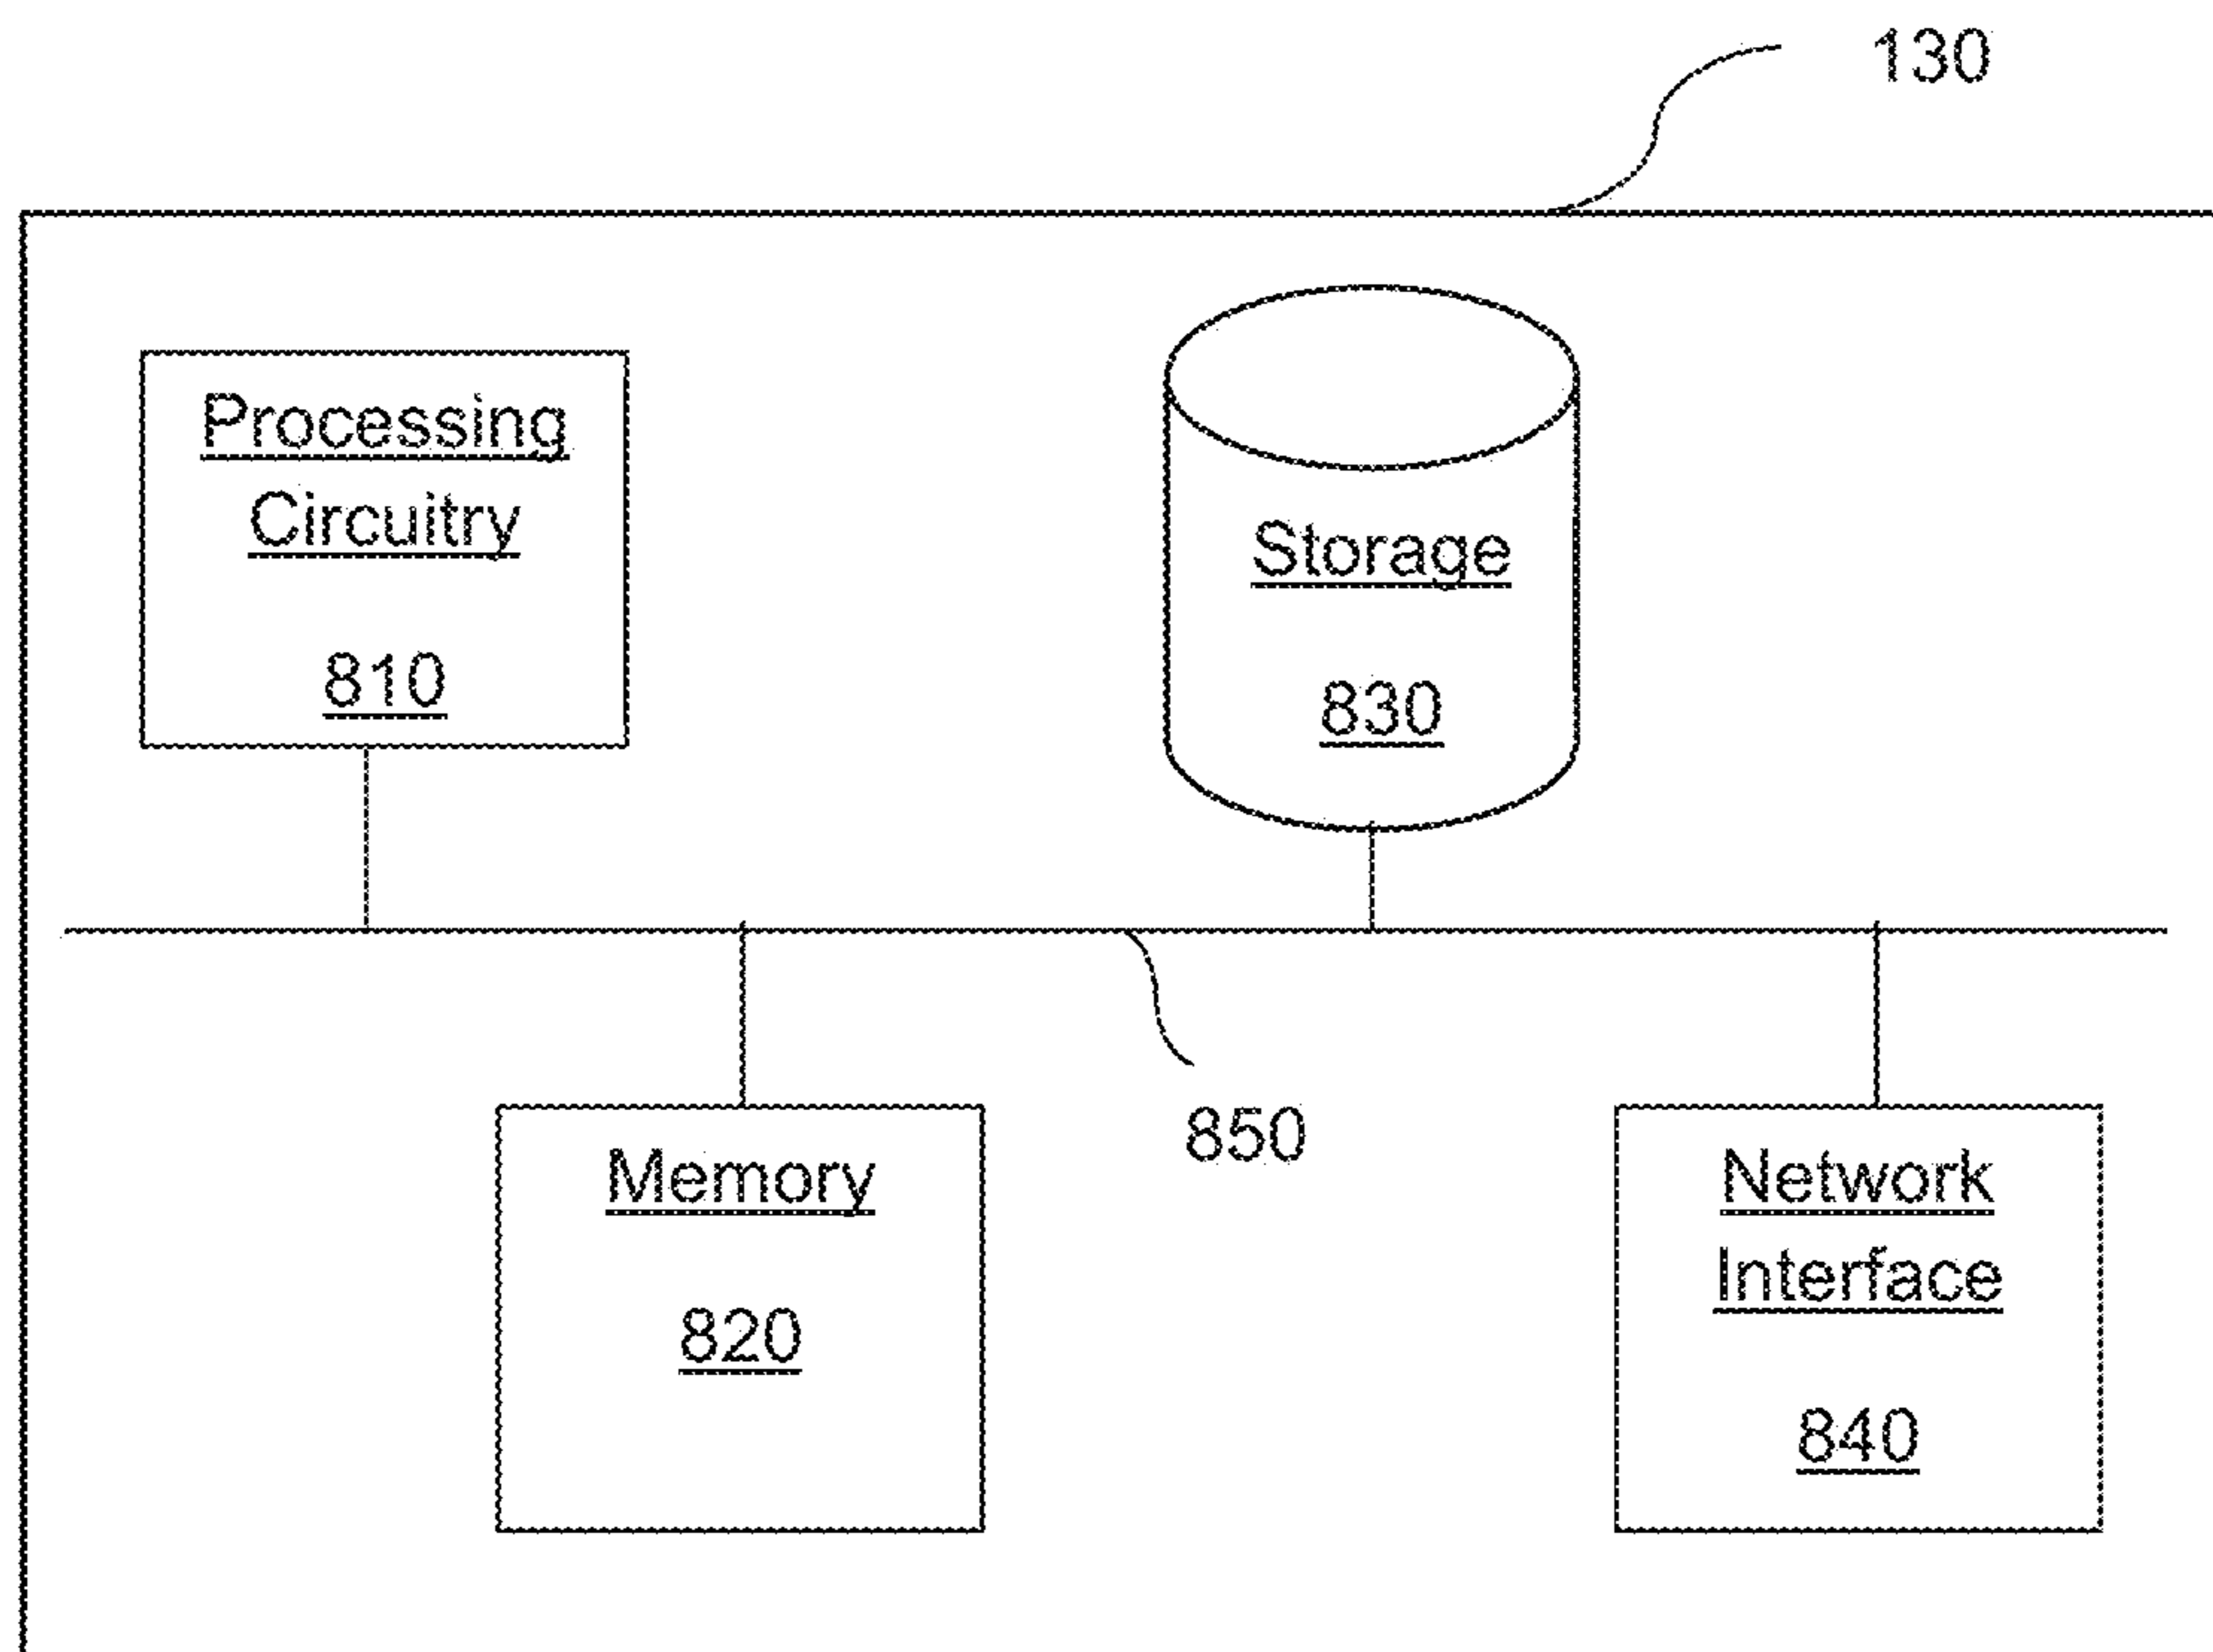 130
Processing
Circuitry
810
Storage
830
850
Memory
820
Network
Interface
840